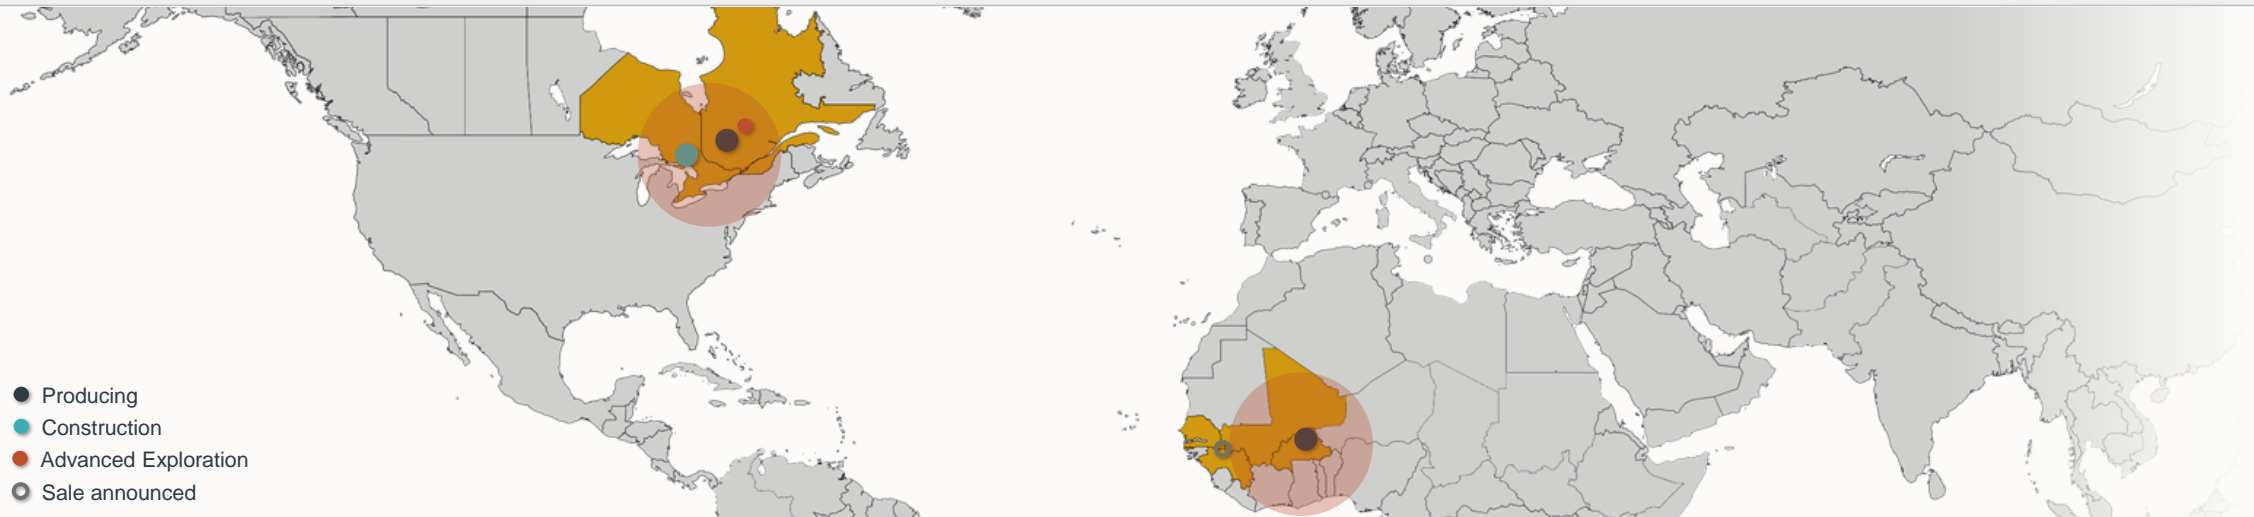 Producing
Construction
Advanced Exploration
Sale announced